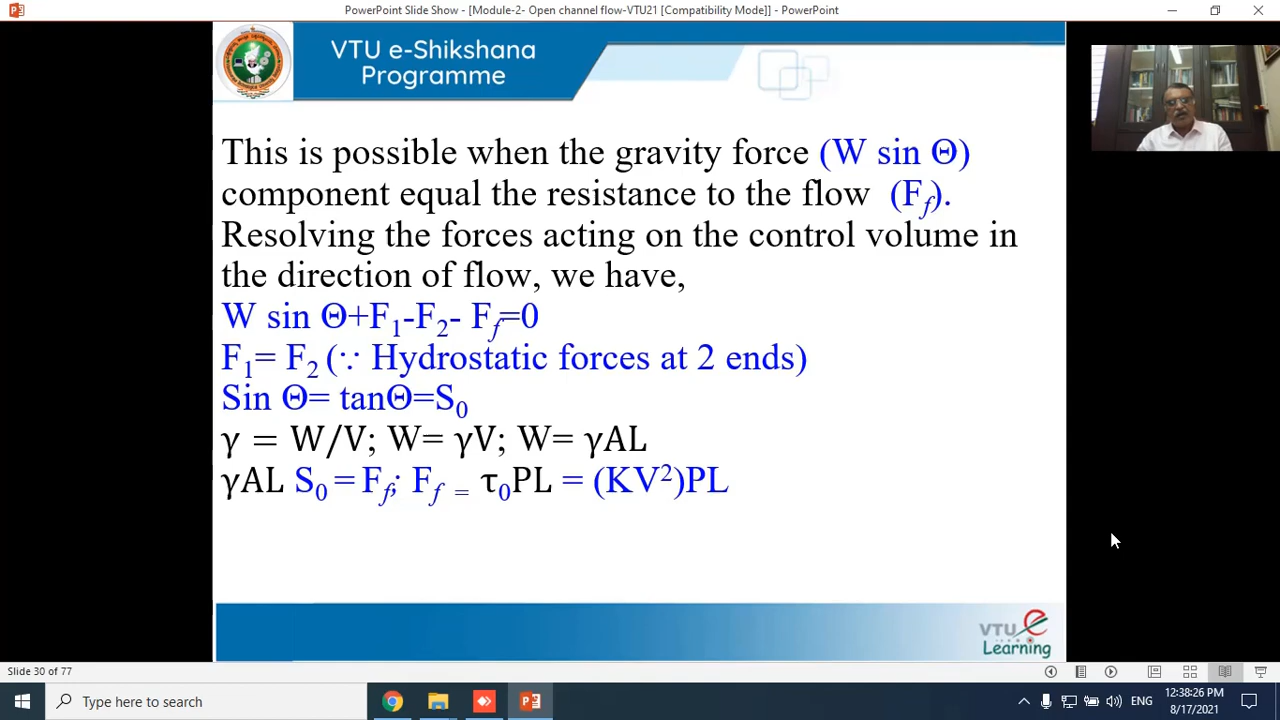 PowerPoint Slide Show - [Module-2- Open channel flow-VTU21 [Compatibility Mode]] - PowerPoint
VTU e-Shikshana
Programme
This is possible when the gravity force (W sin Θ)
component equal the resistance to the flow (Ff).
Resolving the forces acting on the control volume in
the direction of flow, we have,
W sin Θ+F₁-F₂- Ff=0
F₁= F₂ (∵ Hydrostatic forces at 2 ends)
Sin Θ= tanΘ=S₀
γ = W/V; W= γV; W= γAL
γAL S₀ = Ff; Ff = τ₀PL = (KV²)PL
VTU e
Learning
Slide 30 of 77
Type here to search
ENG
12:38:26 PM
8/17/2021